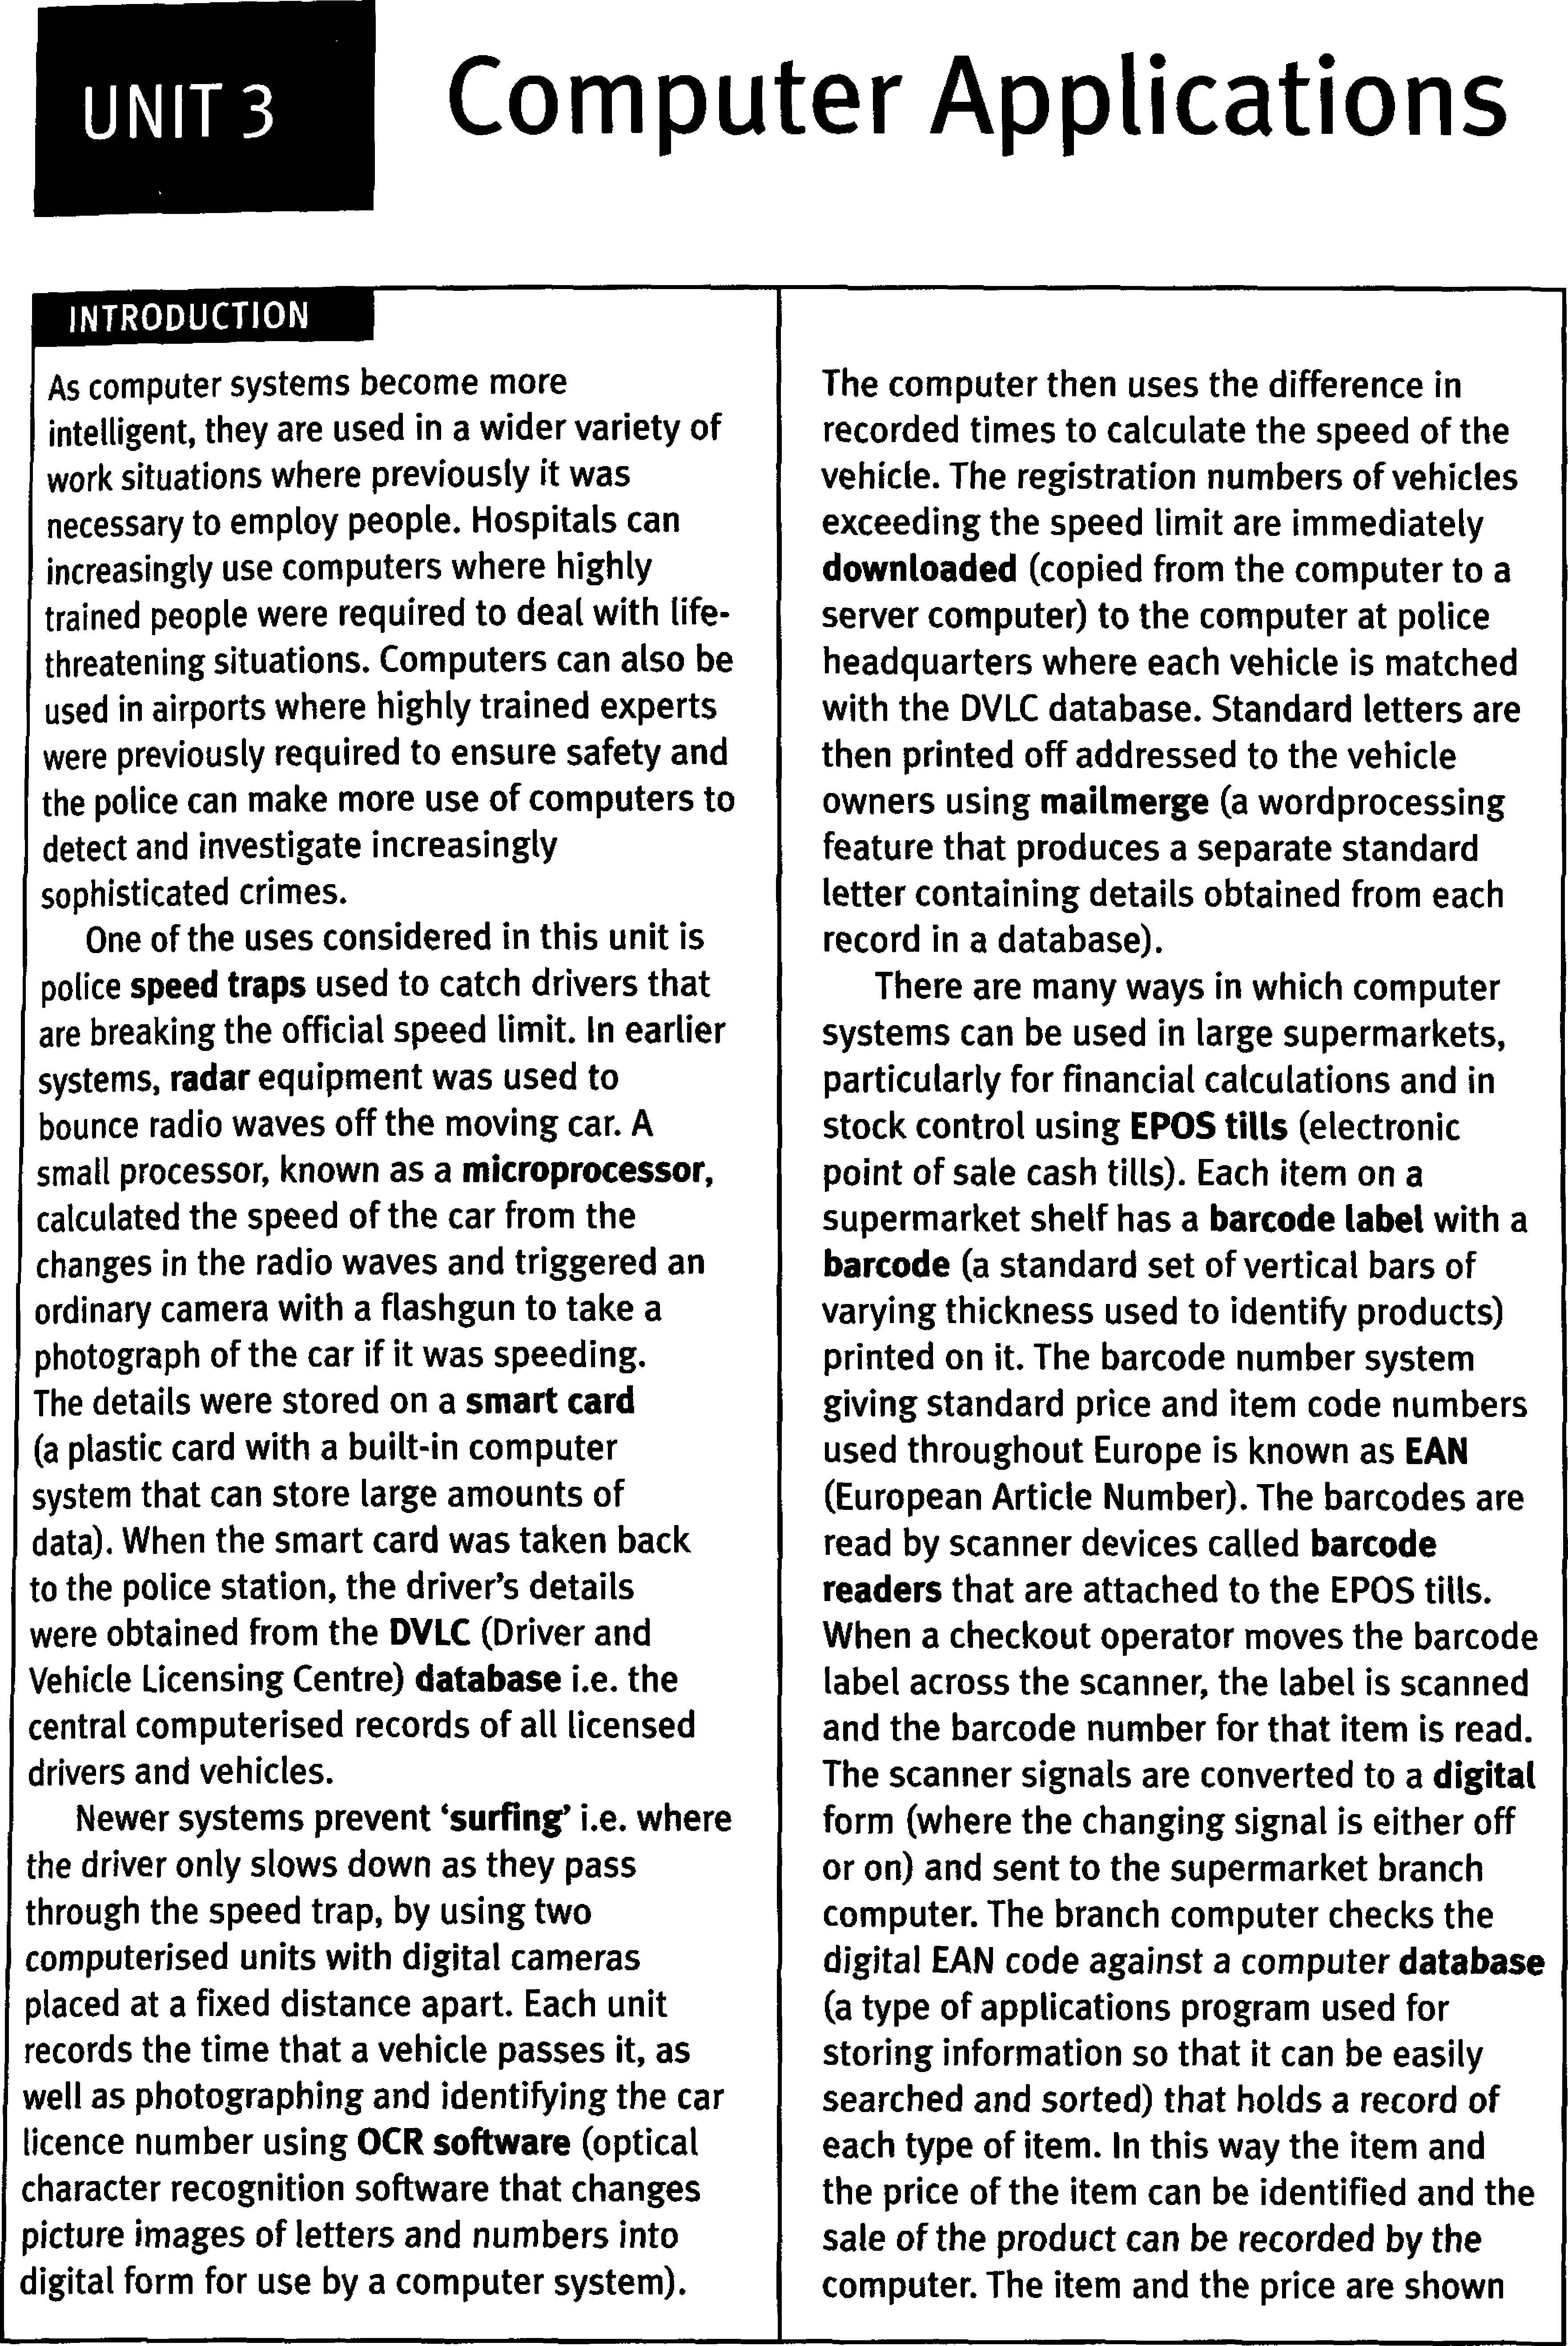 UNIT 3
Computer Applications
INTRODUCTION
As computer systems become more
intelligent, they are used in a wider variety of
work situations where previously it was
necessary to employ people. Hospitals can
increasingly use computers where highly
trained people were required to deal with life-
threatening situations. Computers can also be
used in airports where highly trained experts
were previously required to ensure safety and
the police can make more use of computers to
detect and investigate increasingly
sophisticated crimes.
One of the uses considered in this unit is
police speed traps used to catch drivers that
are breaking the official speed limit. In earlier
systems, radar equipment was used to
bounce radio waves off the moving car. A
small processor, known as a microprocessor,
calculated the speed of the car from the
changes in the radio waves and triggered an
ordinary camera with a flashgun to take a
photograph of the car if it was speeding.
The details were stored on a smart card
(a plastic card with a built-in computer
system that can store large amounts of
data). When the smart card was taken back
to the police station, the driver's details
were obtained from the DVLC (Driver and
Vehicle Licensing Centre) database i.e. the
central computerised records of all licensed
drivers and vehicles.
Newer systems prevent ‘surfing’ i.e. where
the driver only slows down as they pass
through the speed trap, by using two
computerised units with digital cameras
placed at a fixed distance apart. Each unit
records the time that a vehicle passes it, as
well as photographing and identifying the car
licence number using OCR software (optical
character recognition software that changes
picture images of letters and numbers into
digital form for use by a computer system).
The computer then uses the difference in
recorded times to calculate the speed of the
vehicle. The registration numbers of vehicles
exceeding the speed limit are immediately
downloaded (copied from the computer to a
server computer) to the computer at police
headquarters where each vehicle is matched
with the DVLC database. Standard letters are
then printed off addressed to the vehicle
owners using mailmerge (a wordprocessing
feature that produces a separate standard
letter containing details obtained from each
record in a database).
There are many ways in which computer
systems can be used in large supermarkets,
particularly for financial calculations and in
stock control using EPOS tills (electronic
point of sale cash tills). Each item on a
supermarket shelf has a barcode label with a
barcode (a standard set of vertical bars of
varying thickness used to identify products)
printed on it. The barcode number system
giving standard price and item code numbers
used throughout Europe is known as EAN
(European Article Number). The barcodes are
read by scanner devices called barcode
readers that are attached to the EPOS tills.
When a checkout operator moves the barcode
label across the scanner, the label is scanned
and the barcode number for that item is read.
The scanner signals are converted to a digital
form (where the changing signal is either off
or on) and sent to the supermarket branch
computer. The branch computer checks the
digital EAN code against a computer database
(a type of applications program used for
storing information so that it can be easily
searched and sorted) that holds a record of
each type of item. In this way the item and
the price of the item can be identified and the
sale of the product can be recorded by the
computer. The item and the price are shown